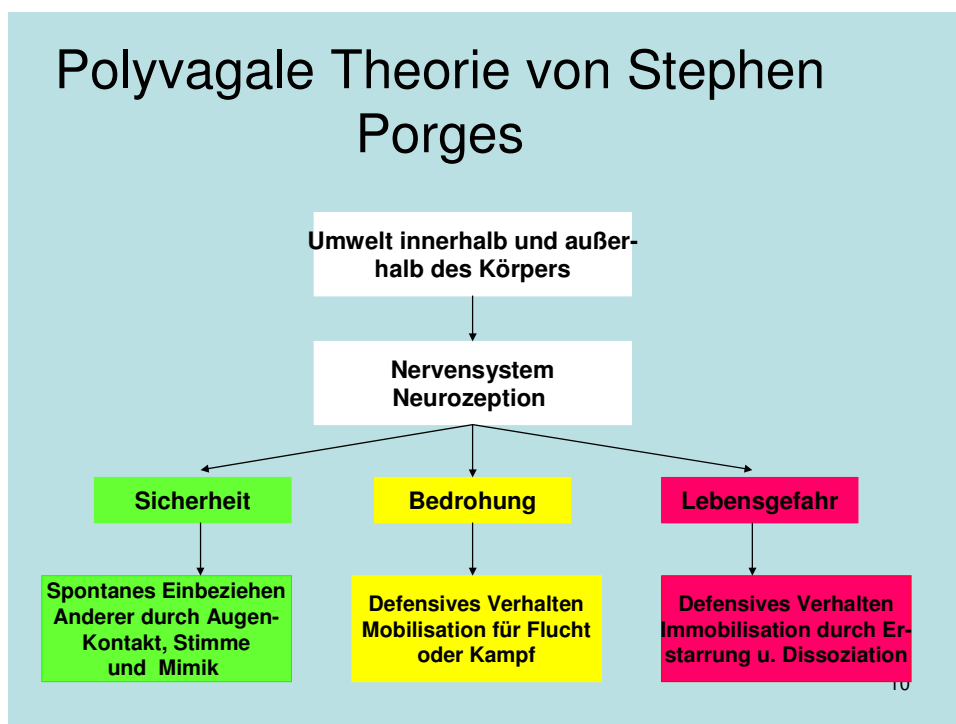 Polyvagale Theorie von Stephen
Porges
Umwelt innerhalb und außer-
halb des Körpers
Nervensystem
Neurozeption
Sicherheit
Bedrohung
Lebensgefahr
Spontanes Einbeziehen
Anderer durch Augen-
Kontakt, Stimme
und Mimik
Defensives Verhalten
Mobilisation für Flucht
oder Kampf
Defensives Verhalten
Immobilisation durch Er-
starrung u. Dissoziation
10